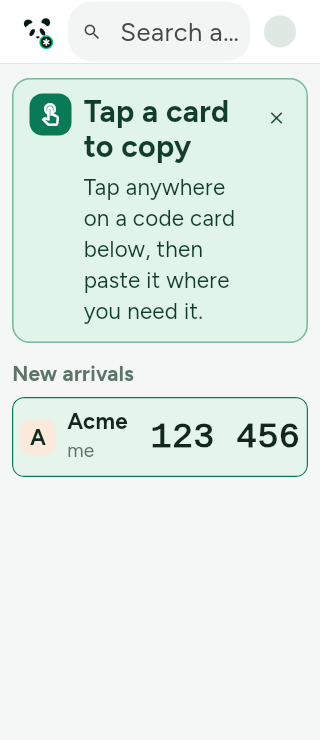 Search a...
Tap a card
to copy
Tap anywhere
on a code card
below, then
paste it where
you need it.
New arrivals
A
Acme
me
123 456